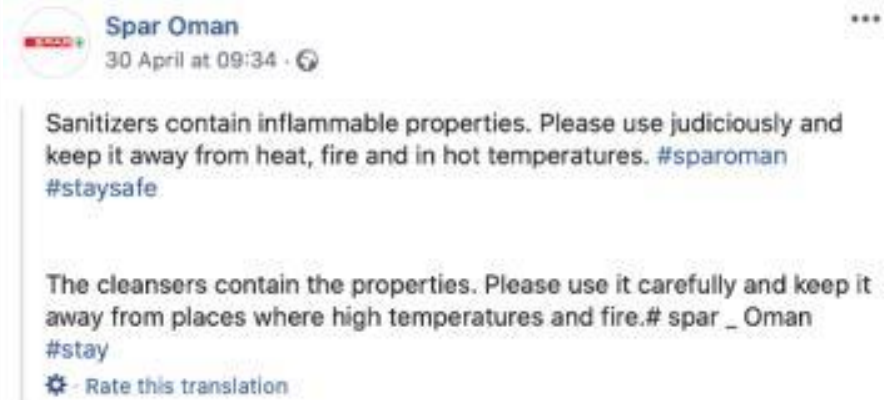 Spar Oman
30 April at 09:34 ·
Sanitizers contain inflammable properties. Please use judiciously and
keep it away from heat, fire and in hot temperatures. #sparoman
#staysafe
The cleansers contain the properties. Please use it carefully and keep it
away from places where high temperatures and fire.# spar _ Oman
#stay
· Rate this translation